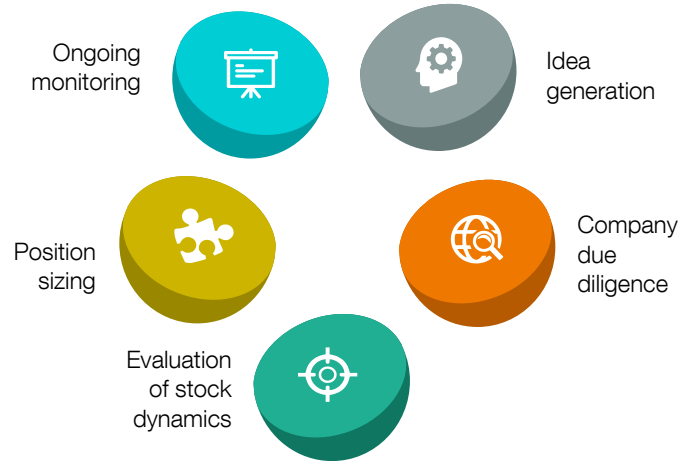 Ongoing
monitoring
Idea
generation
Company
due
diligence
Evaluation
of stock
dynamics
Position
sizing